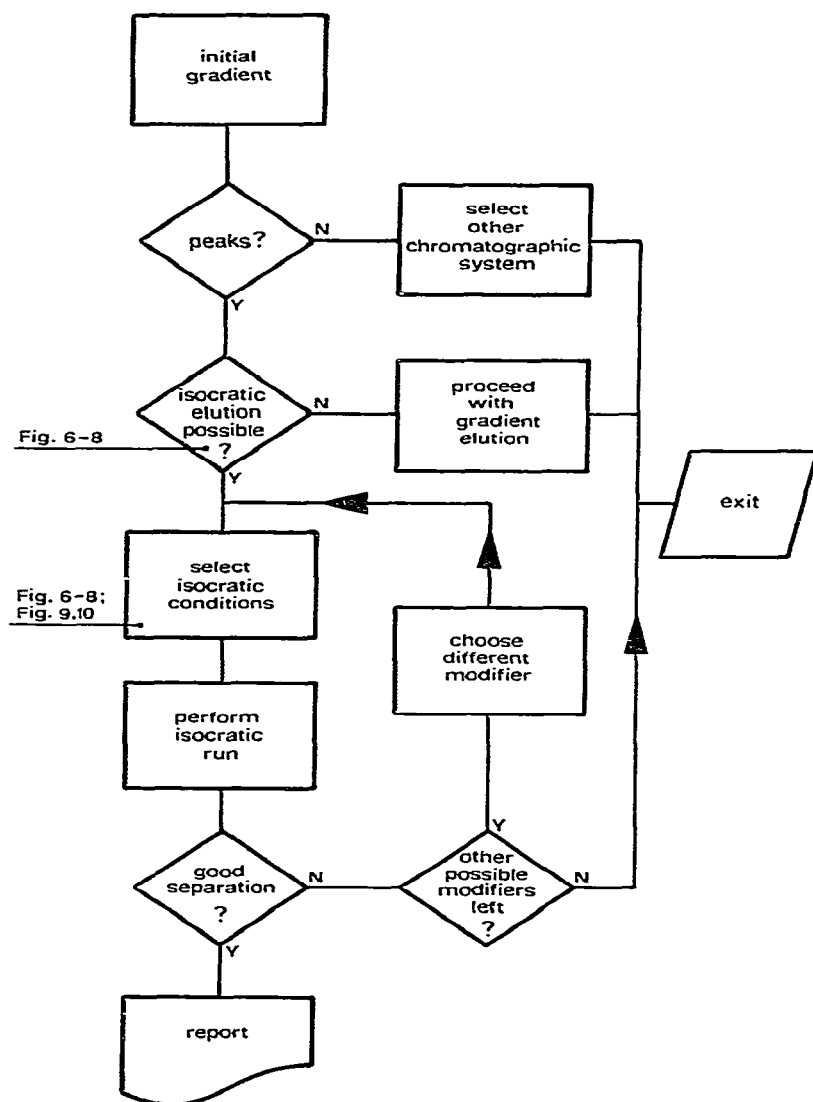 initial
gradient
peaks?
N
Y
select
other
chromatographic
system
isocratic
elution
possible
?
N
Y
Fig. 6-8
proceed
with
gradient
elution
exit
select
isocratic
conditions
Fig. 6-8;
Fig. 9.10
choose
different
modifier
perform
isocratic
run
good
separation
?
N
Y
other
possible
modifiers
left
?
Y
N
report